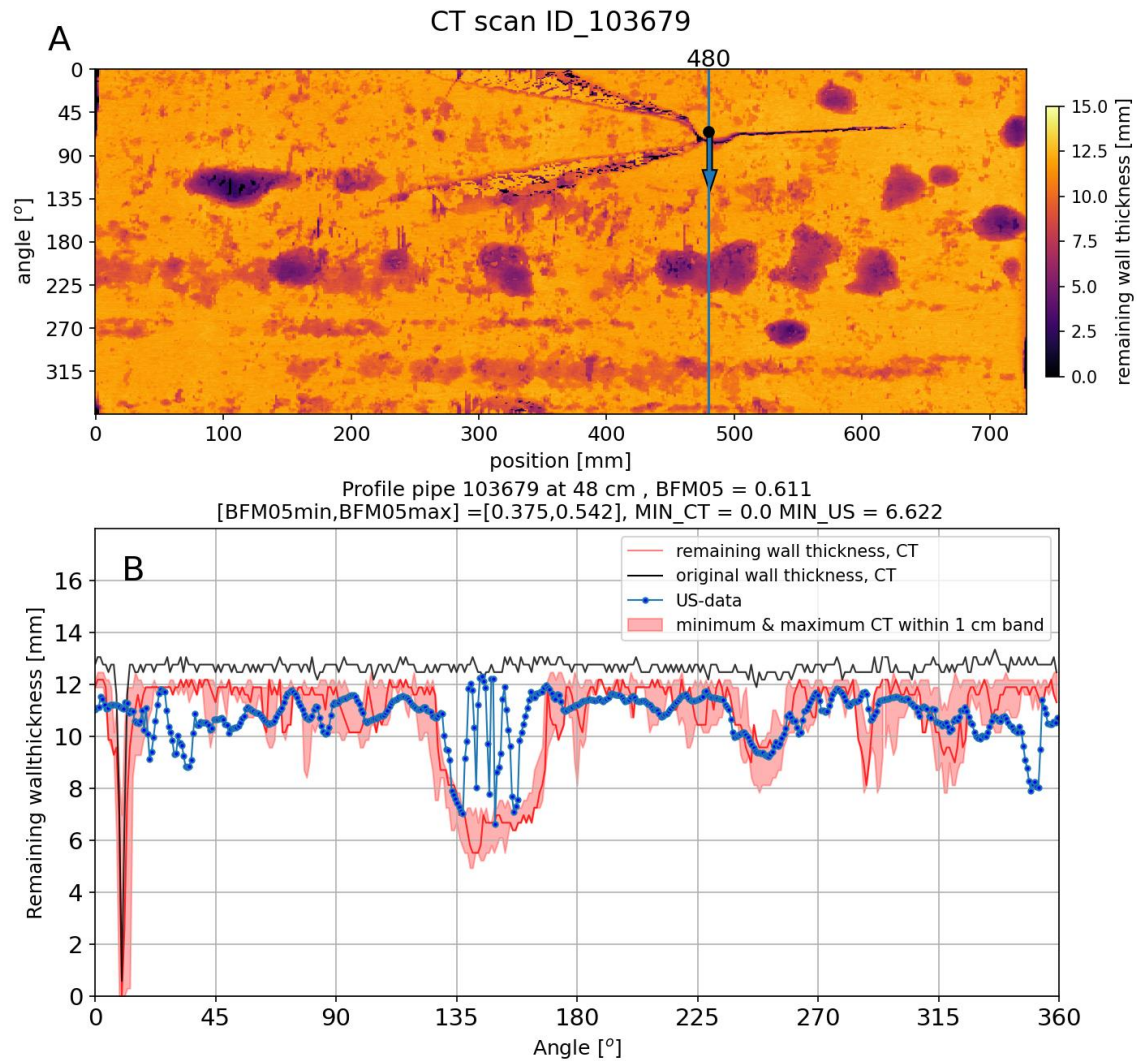 CT scan ID_103679
A
480
0
45
90
135
180
225
270
315
angle [°]
0 100 200 300 400 500 600 700
position [mm]
15.0
12.5
10.0
7.5
5.0
2.5
0.0
remaining wall thickness [mm]
Profile pipe 103679 at 48 cm , BFM05 = 0.611
[BFM05min,BFM05max] =[0.375,0.542], MIN_CT = 0.0 MIN_US = 6.622
B
remaining wall thickness, CT
original wall thickness, CT
US-data
minimum & maximum CT within 1 cm band
16
14
12
10
8
6
4
2
0
Remaining wallthickness [mm]
0 45 90 135 180 225 270 315 360
Angle [°]